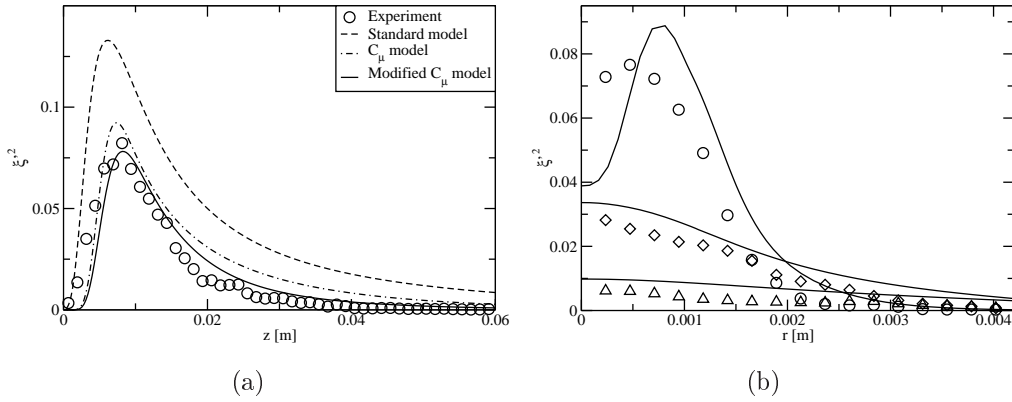 Experiment
Standard model
Cμ model
Modified Cμ model
0.1
0.05
0
ξ'²
0
0.02
0.04
0.06
z [m]
(a)
0.08
0.06
0.04
0.02
0
ξ'²
0
0.001
0.002
0.003
0.004
r [m]
(b)